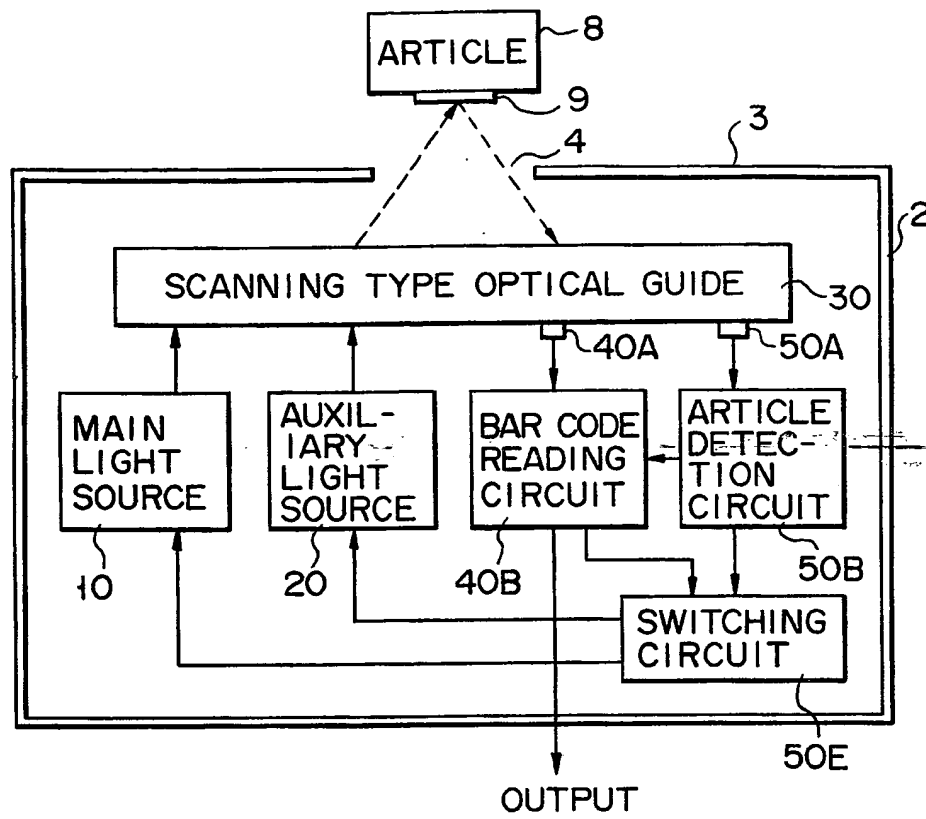 ARTICLE
8
9
4
3
2
SCANNING TYPE OPTICAL GUIDE
30
40A
50A
MAIN
LIGHT
SOURCE
10
AUXIL-
IARY
LIGHT
SOURCE
20
BAR CODE
READING
CIRCUIT
40B
ARTICLE
DETEC-
TION
CIRCUIT
50B
SWITCHING
CIRCUIT
50E
OUTPUT